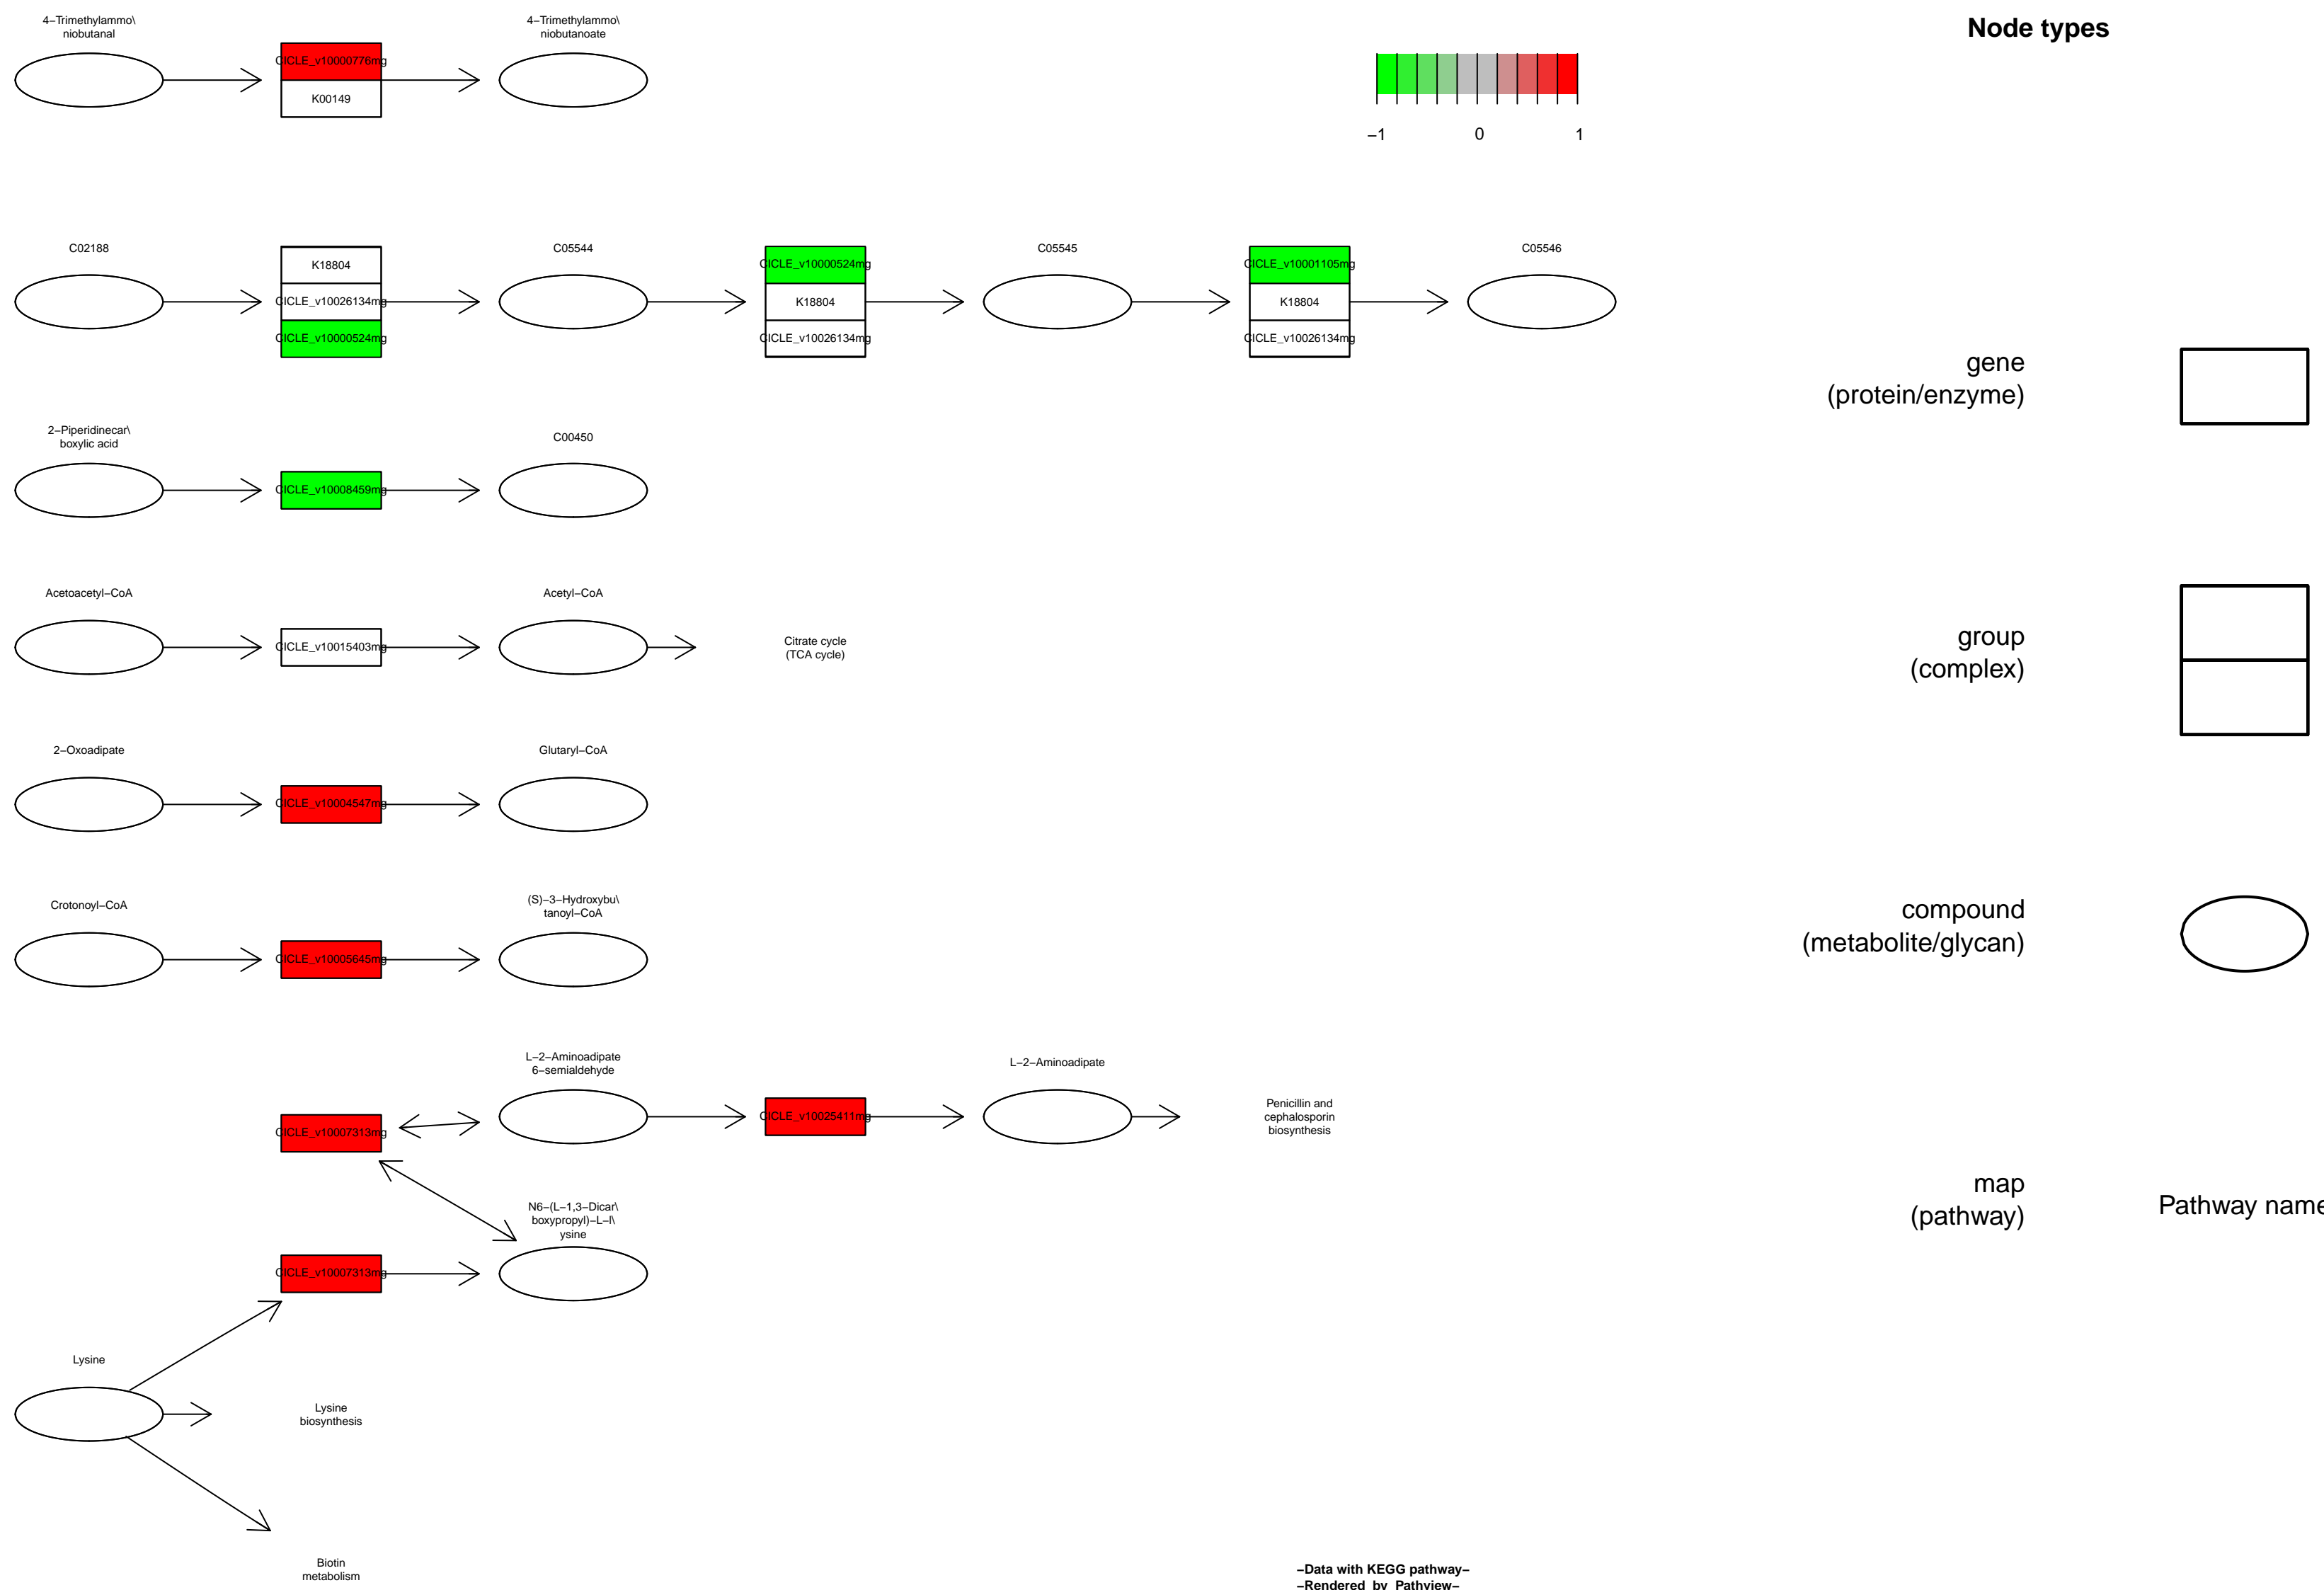 4−Trimethylammo\
niobutanal
4−Trimethylammo\
niobutanoate
CICLE_v10000776mg
K00149
−1 0 1
Node types
C02188
K18804
CICLE_v10026134mg
CICLE_v10000524mg
C05544
CICLE_v10000524mg
K18804
CICLE_v10026134mg
C05545
CICLE_v10001105mg
K18804
CICLE_v10026134mg
C05546
gene
(protein/enzyme)
2−Piperidinecar\
boxylic acid
CICLE_v10008459mg
C00450
Acetoacetyl−CoA
CICLE_v10015403mg
Acetyl−CoA
Citrate cycle
(TCA cycle)
group
(complex)
2−Oxoadipate
CICLE_v10004547mg
Glutaryl−CoA
Crotonoyl−CoA
CICLE_v10005645mg
(S)−3−Hydroxybu\
tanoyl−CoA
compound
(metabolite/glycan)
CICLE_v10007313mg
L−2−Aminoadipate
6−semialdehyde
CICLE_v10025411mg
L−2−Aminoadipate
Penicillin and
cephalosporin
biosynthesis
map
(pathway)
Pathway name
N6−(L−1,3−Dicar\
boxypropyl)−L−l\
ysine
CICLE_v10007313mg
Lysine
Lysine
biosynthesis
Biotin
metabolism
−Data with KEGG pathway−
−Rendered by Pathview−